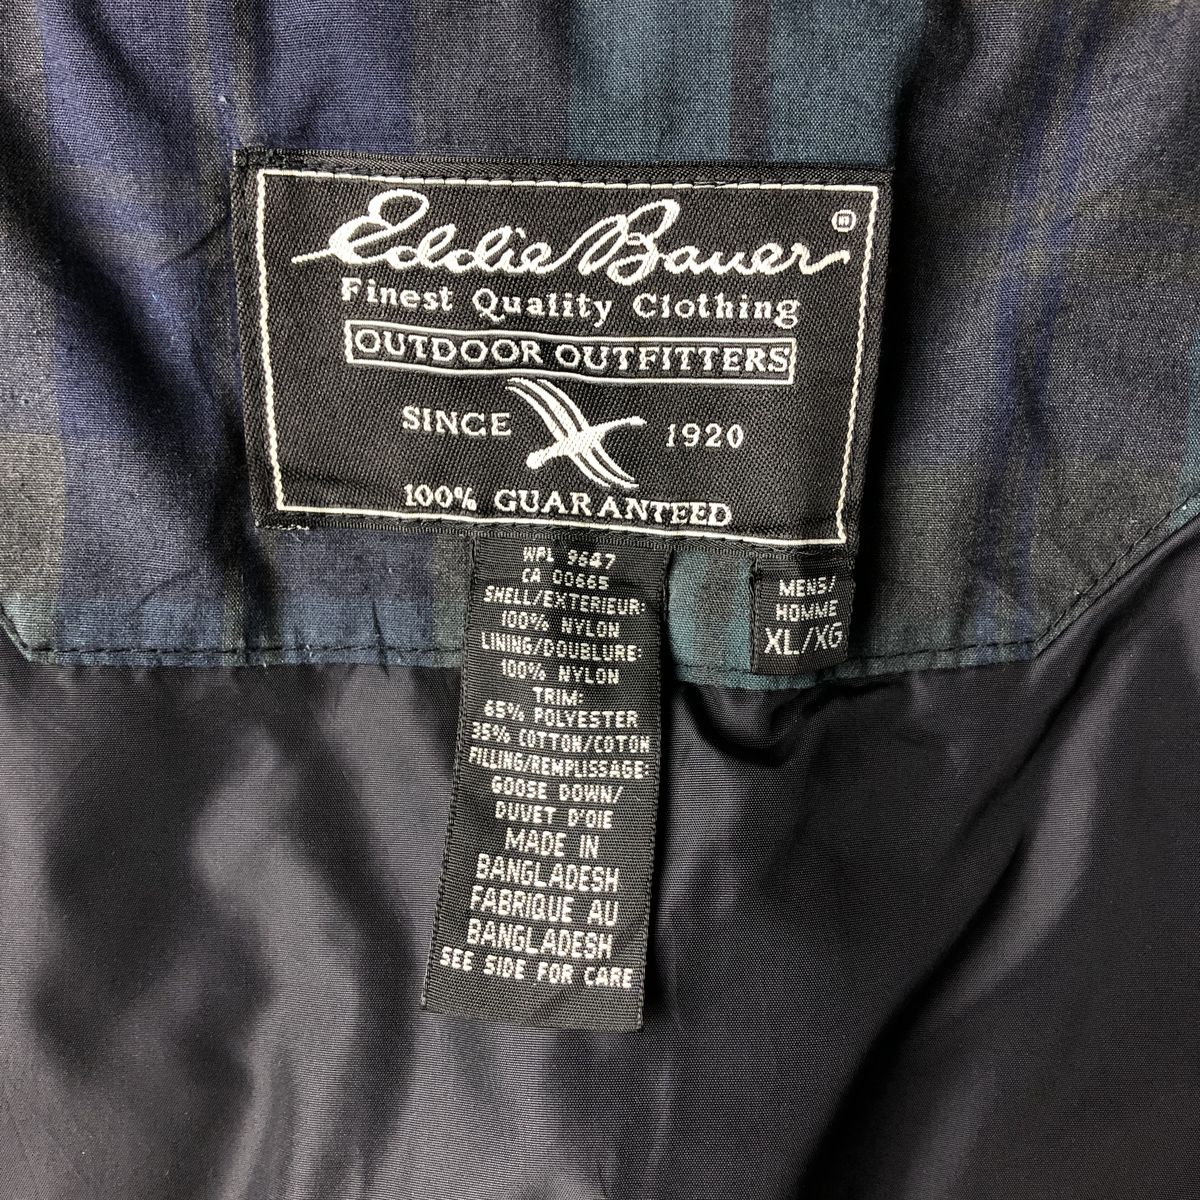 Eddie Bauer ®
Finest Quality Clothing
OUTDOOR OUTFITTERS
SINCE 1920
100% GUARANTEED
WPL 9647
CA 00665
SHELL/EXTERIEUR:
100% NYLON
LINING/DOUBLURE:
100% NYLON
TRIM:
65% POLYESTER
35% COTTON/COTON
FILLING/REMPLISSAGE:
GOOSE DOWN/
DUVET D'OIE
MADE IN
BANGLADESH
FABRIQUE AU
BANGLADESH
SEE SIDE FOR CARE
MENS/
HOMME
XL/XG